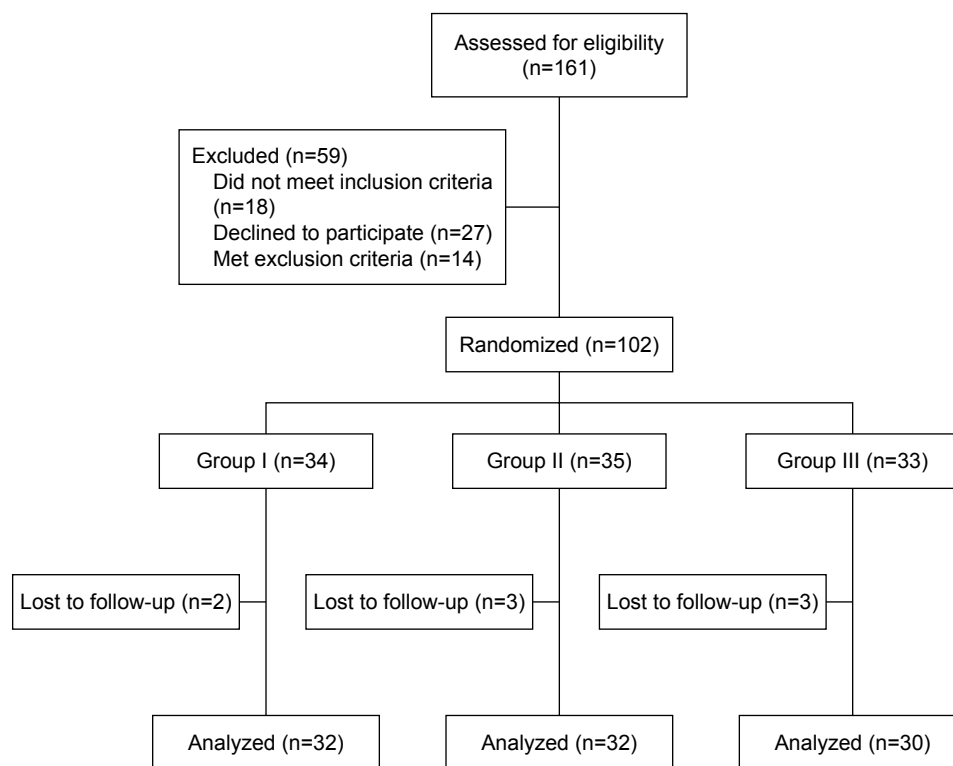 Assessed for eligibility
(n=161)
Excluded (n=59)
Did not meet inclusion criteria
(n=18)
Declined to participate (n=27)
Met exclusion criteria (n=14)
Randomized (n=102)
Group I (n=34)
Group II (n=35)
Group III (n=33)
Lost to follow-up (n=2)
Lost to follow-up (n=3)
Lost to follow-up (n=3)
Analyzed (n=32)
Analyzed (n=32)
Analyzed (n=30)